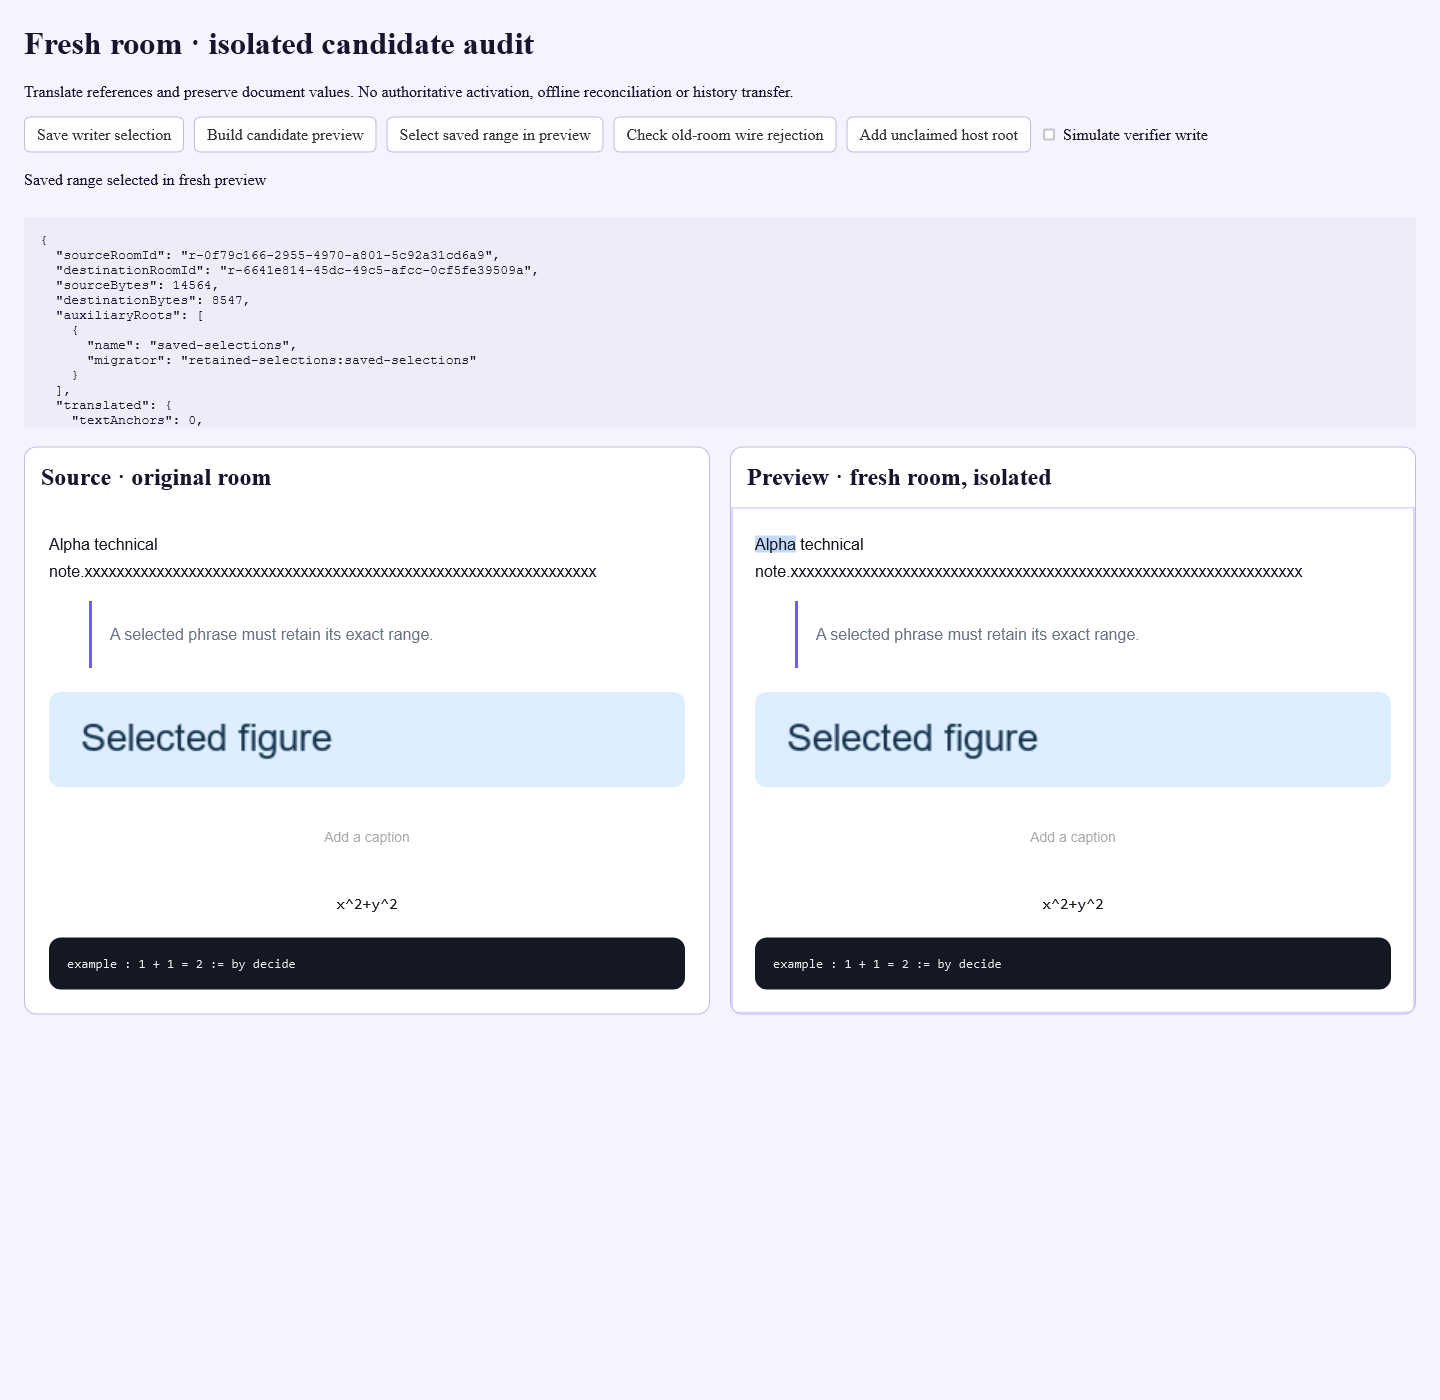 Fresh room · isolated candidate audit
Translate references and preserve document values. No authoritative activation, offline reconciliation or history transfer.
Save writer selection Build candidate preview Select saved range in preview Check old-room wire rejection Add unclaimed host root Simulate verifier write
Saved range selected in fresh preview
{
  "sourceRoomId": "r-0f79c166-2955-4970-a801-5c92a31cd6a9",
  "destinationRoomId": "r-6641e814-45dc-49c5-afcc-0cf5fe39509a",
  "sourceBytes": 14564,
  "destinationBytes": 8547,
  "auxiliaryRoots": [
    {
      "name": "saved-selections",
      "migrator": "retained-selections:saved-selections"
    }
  ],
  "translated": {
    "textAnchors": 0,
Source · original room
Alpha technical
note.xxxxxxxxxxxxxxxxxxxxxxxxxxxxxxxxxxxxxxxxxxxxxxxxxxxxxxxxxxxxxxxx
A selected phrase must retain its exact range.
Selected figure
Add a caption
x^2+y^2
example : 1 + 1 = 2 := by decide
Preview · fresh room, isolated
Alpha technical
note.xxxxxxxxxxxxxxxxxxxxxxxxxxxxxxxxxxxxxxxxxxxxxxxxxxxxxxxxxxxxxxxx
A selected phrase must retain its exact range.
Selected figure
Add a caption
x^2+y^2
example : 1 + 1 = 2 := by decide